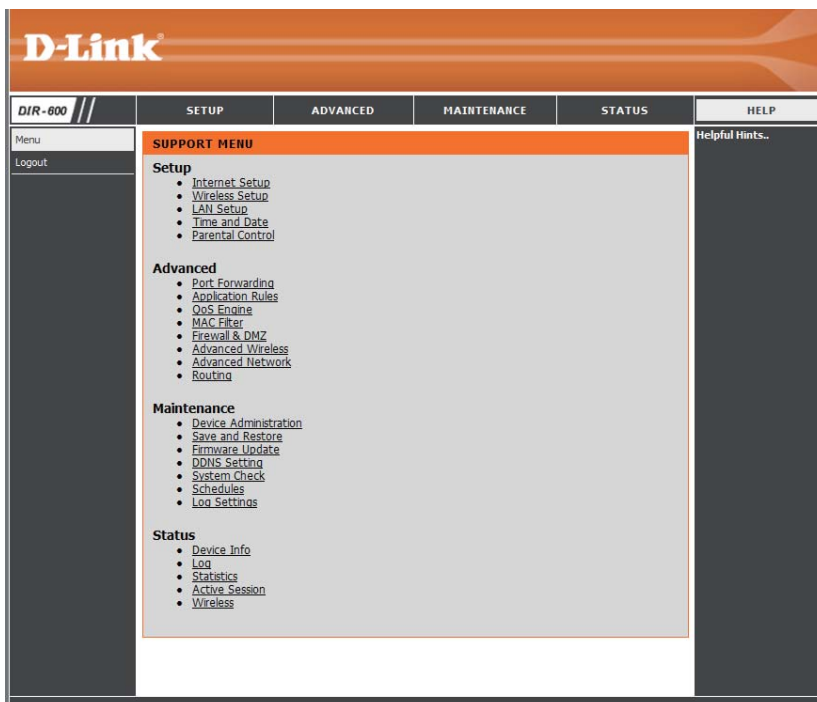 D-Link
DIR-600 // SETUP ADVANCED MAINTENANCE STATUS HELP
Menu
Logout
SUPPORT MENU
Setup
• Internet Setup
• Wireless Setup
• LAN Setup
• Time and Date
• Parental Control
Advanced
• Port Forwarding
• Application Rules
• QoS Engine
• MAC Filter
• Firewall & DMZ
• Advanced Wireless
• Advanced Network
• Routing
Maintenance
• Device Administration
• Save and Restore
• Firmware Update
• DDNS Setting
• System Check
• Schedules
• Log Settings
Status
• Device Info
• Log
• Statistics
• Active Session
• Wireless
Helpful Hints..